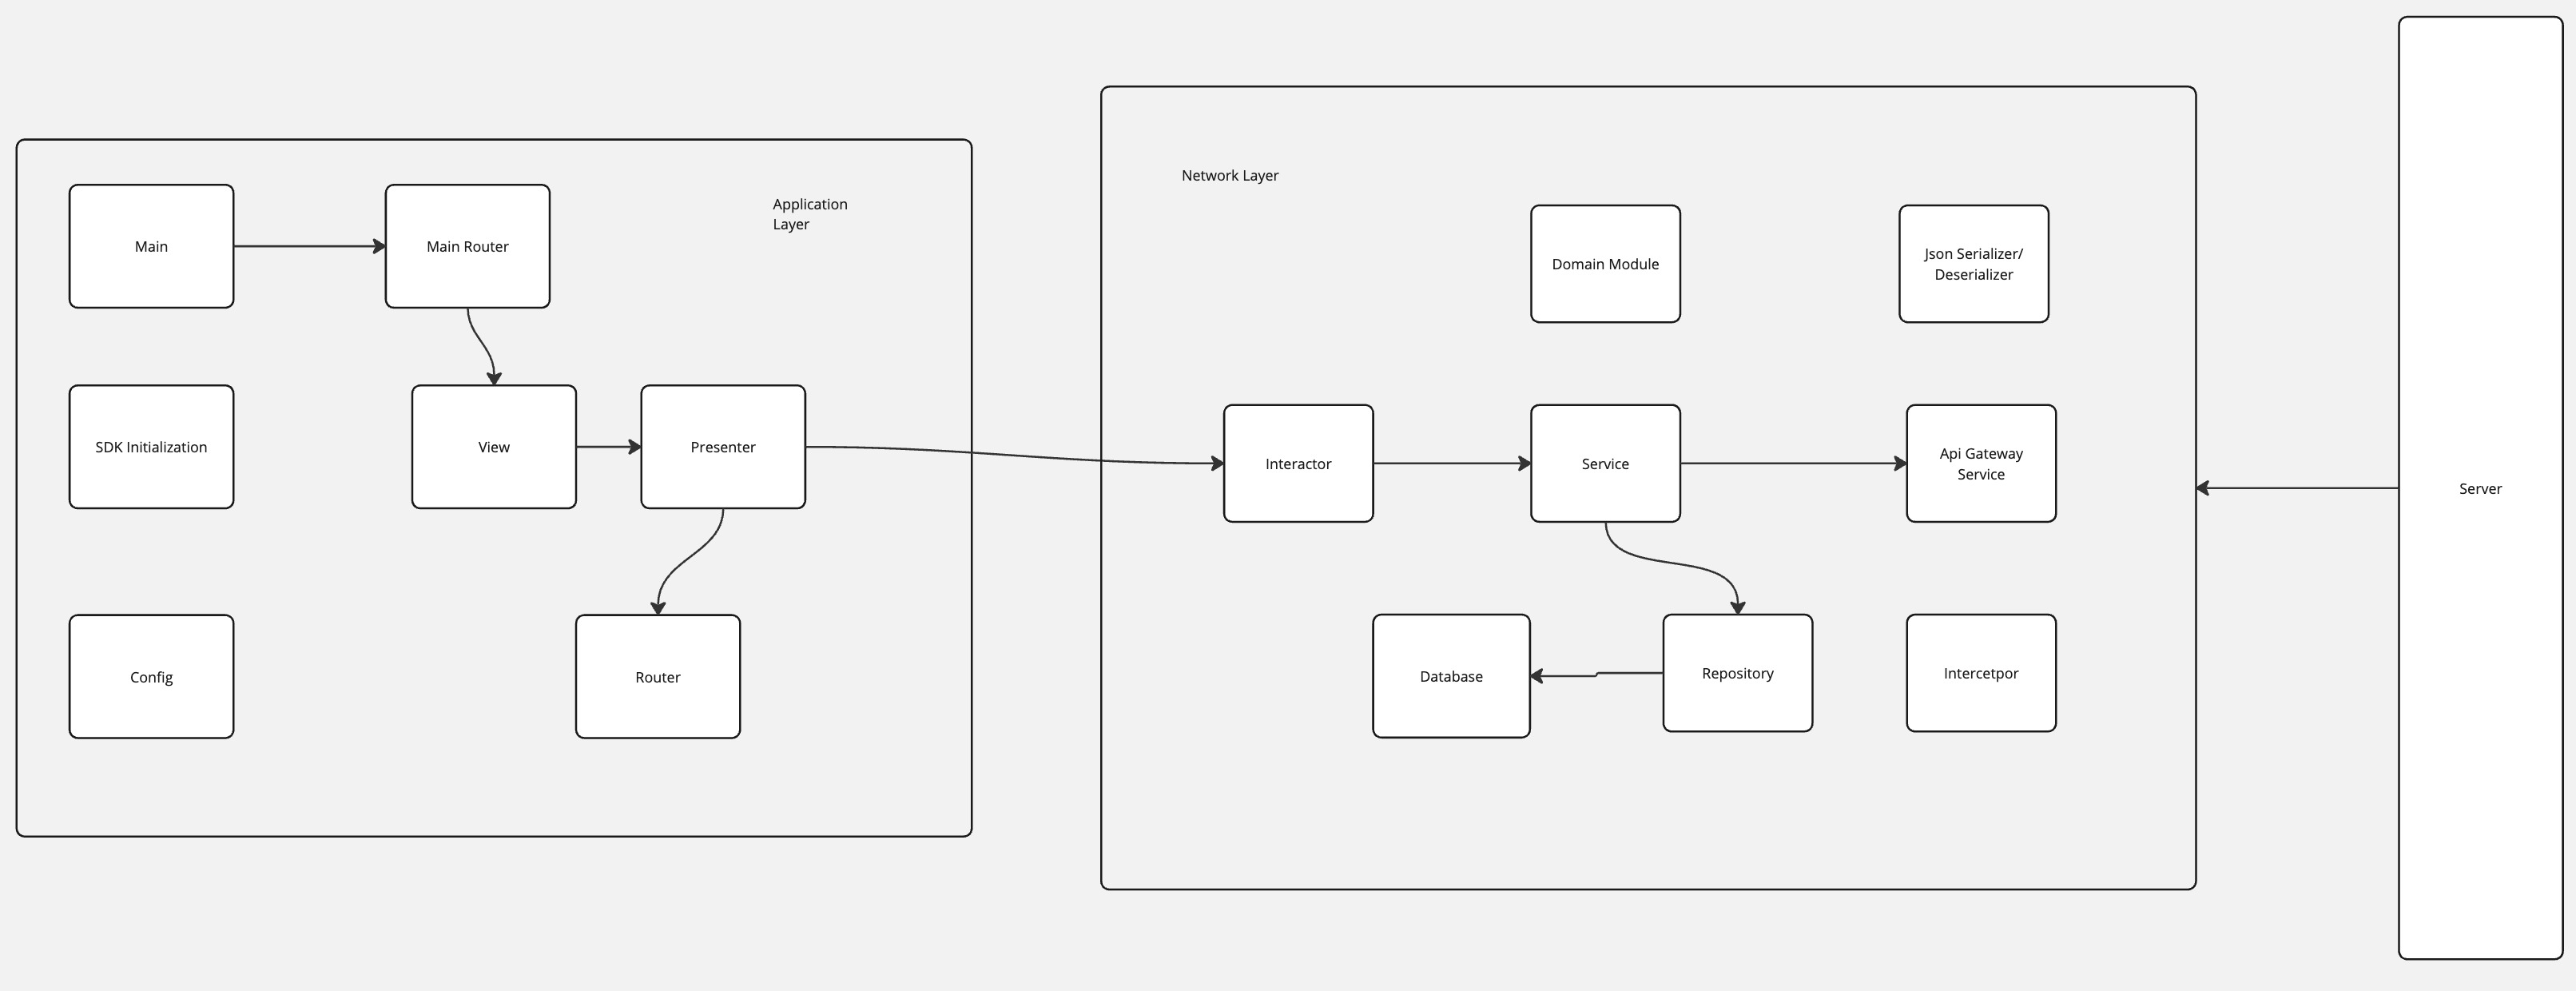 Application
Layer
Main
Main Router
SDK Initialization
View
Presenter
Config
Router
Network Layer
Domain Module
Json Serializer/
Deserializer
Interactor
Service
Api Gateway
Service
Database
Repository
Intercetpor
Server